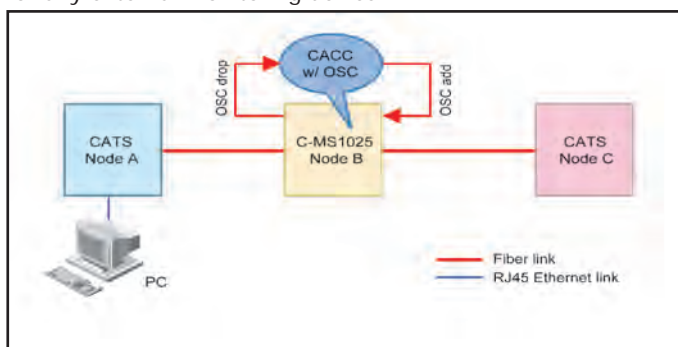 CACC
w/ OSC
OSC drop
OSC add
CATS
Node A
C-MS1025
Node B
CATS
Node C
PC
Fiber link
RJ45 Ethernet link